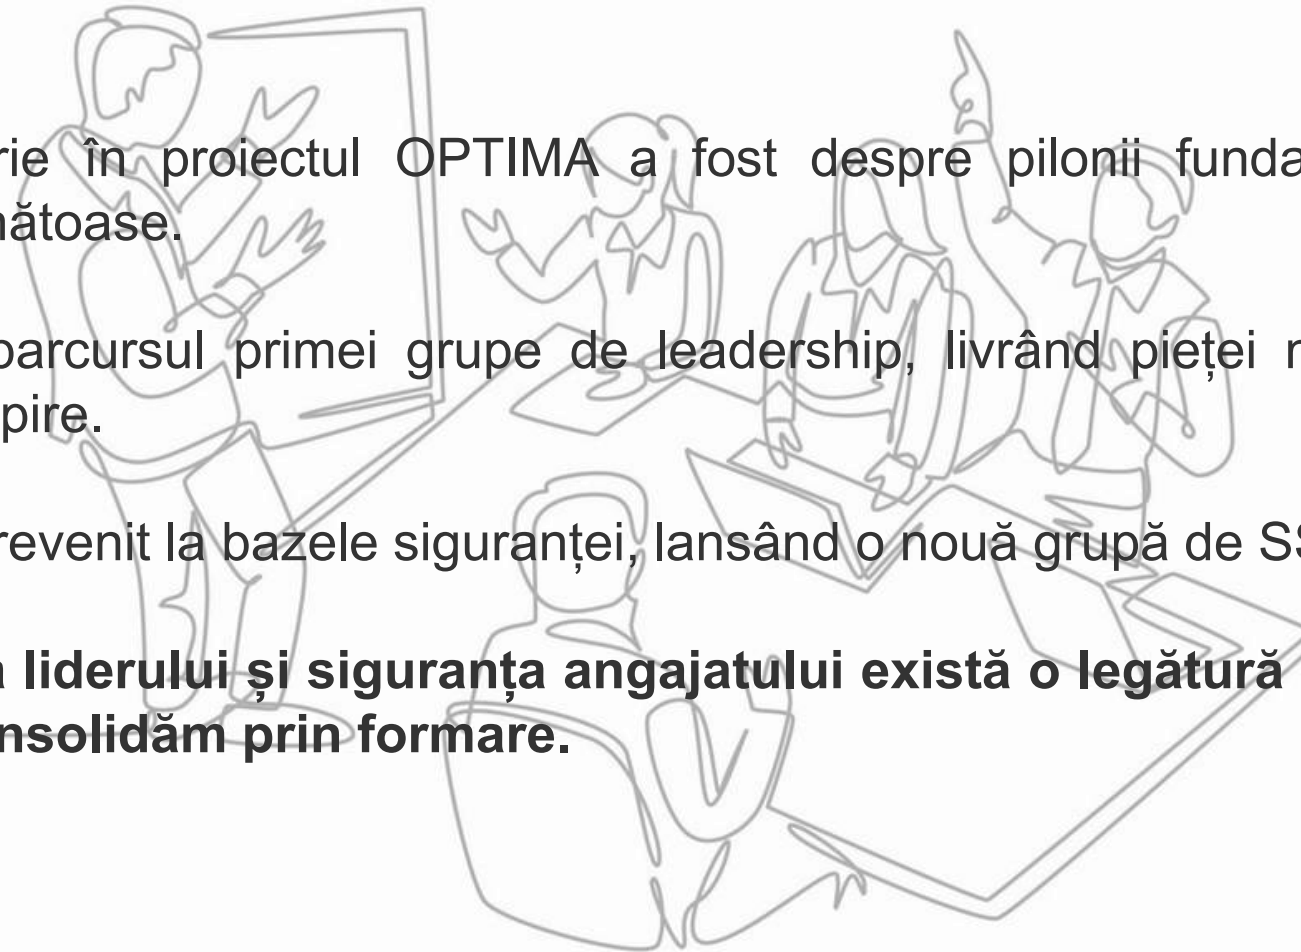 rie în proiectul OPTIMA a fost despre pilonii funda
nătoase.
parcursul primei grupe de leadership, livrând pieței
pire.
revenit la bazele siguranței, lansând o nouă grupă de SS
a liderului și siguranța angajatului există o legătură
nsolidăm prin formare.